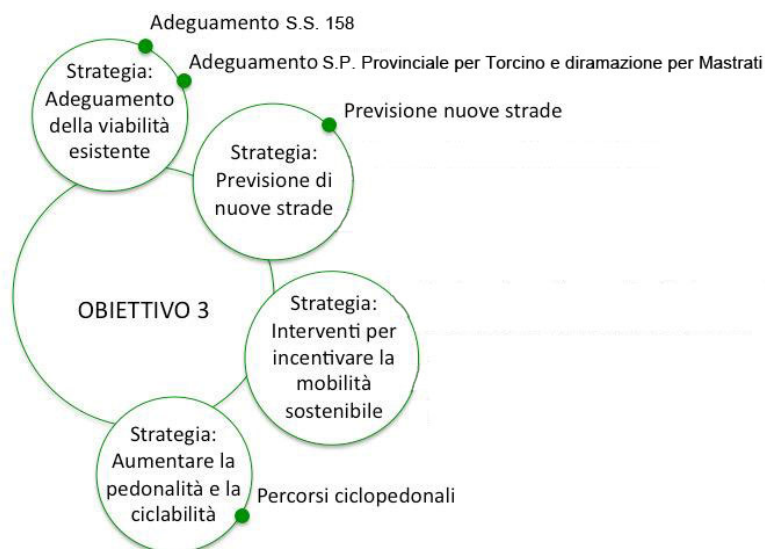 Adeguamento S.S. 158
Adeguamento S.P. Provinciale per Torcino e diramazione per Mastrati
Strategia:
Adeguamento
della viabilità
esistente
Previsione nuove strade
Strategia:
Previsione di
nuove strade
OBIETTIVO 3
Strategia:
Interventi per
incentivare la
mobilità
sostenibile
Strategia:
Aumentare la
pedonalità e la
ciclabilità
Percorsi ciclopedonali